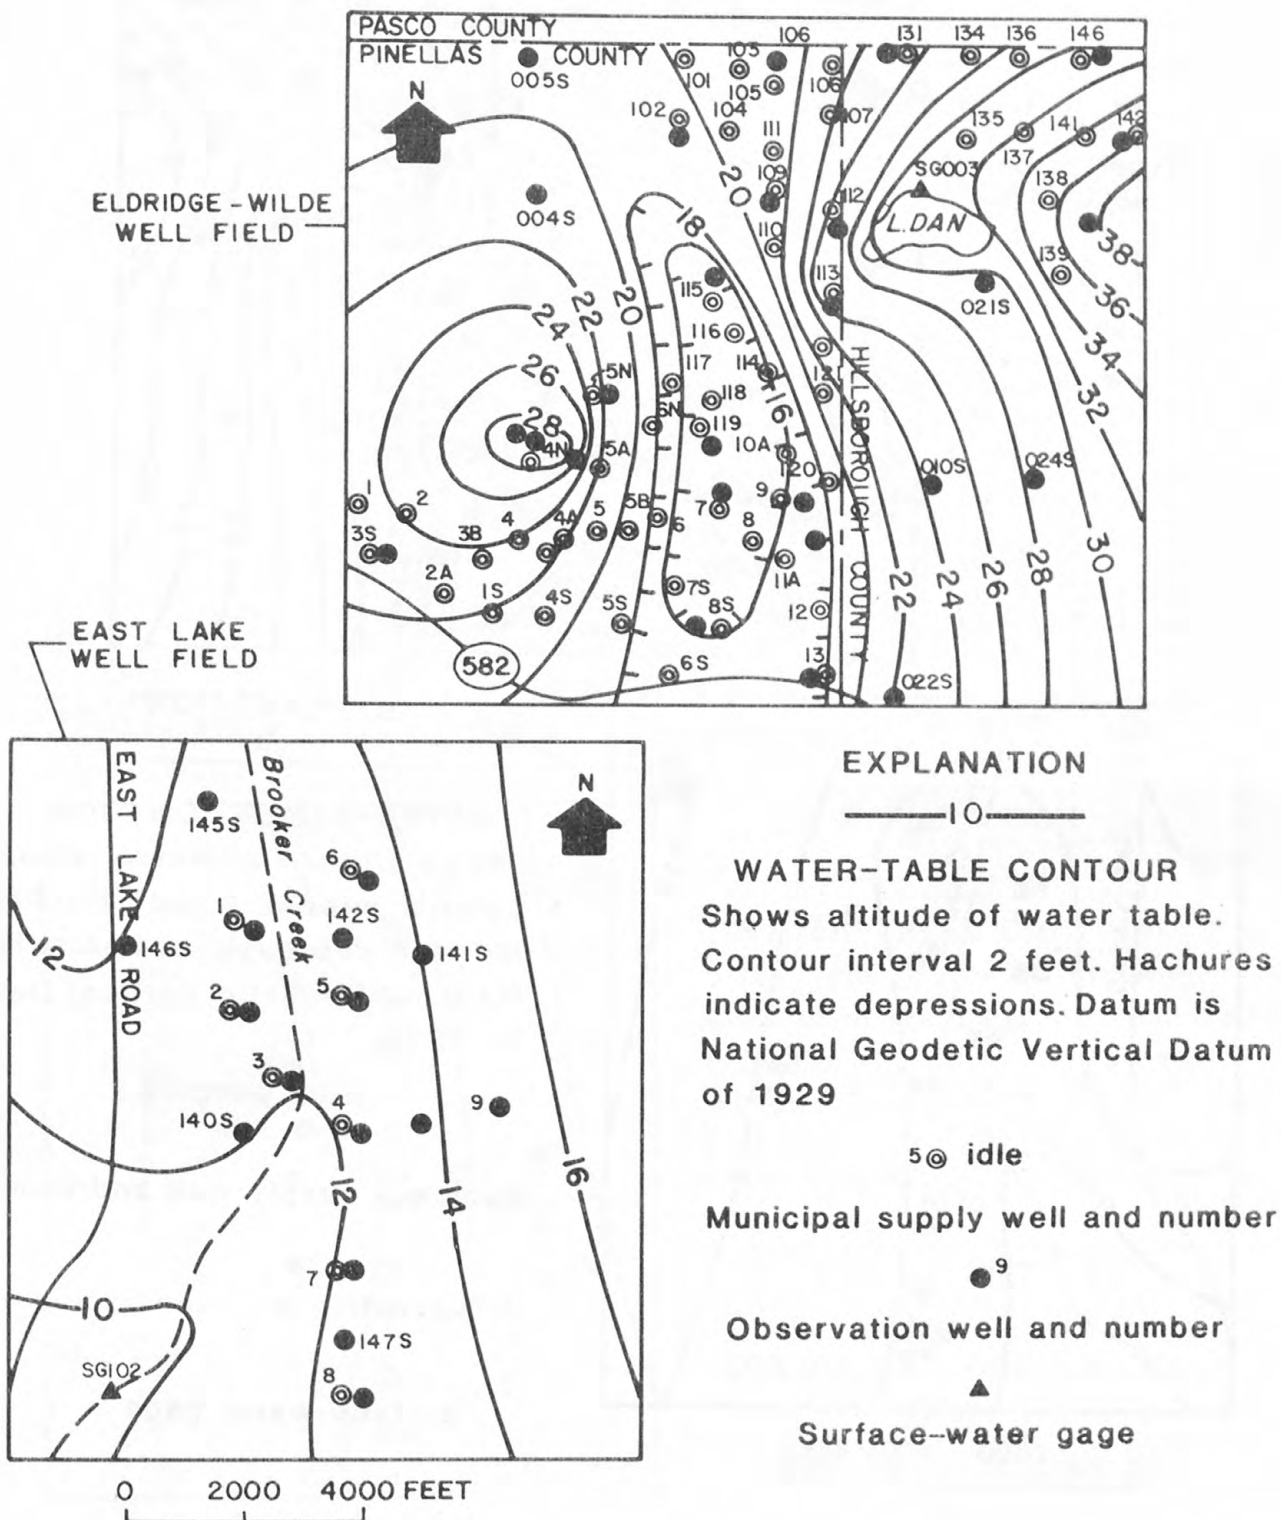 PASCO COUNTY
PINELLAS COUNTY
005S
N
101
103
105
106
106
107
131
134
136
146
102
104
111
109
110
112
113
135
137
141
142
138
139
SG003
L. DAN
021S
004S
ELDRIDGE-WILDE
WELL FIELD
20
18
20
22
24
26
28
38
36
34
32
30
28
26
24
22
16
115
116
117
118
119
114
121
5N
6N
4N
5A
10A
120
010S
024S
1
2
3S
3B
4
4A
5
5B
6
7
8
9
2A
1S
4S
5S
7S
8S
6S
11A
12
13
022S
HILLSBOROUGH COUNTY
582
EAST LAKE
WELL FIELD
EAST LAKE ROAD
Brooker Creek
N
145S
6
1
142S
12
146S
141S
2
5
3
140S
4
9
12
14
16
7
10
147S
SG102
8
0 2000 4000 FEET
EXPLANATION
10
WATER-TABLE CONTOUR
Shows altitude of water table.
Contour interval 2 feet. Hachures
indicate depressions. Datum is
National Geodetic Vertical Datum
of 1929
5 idle
Municipal supply well and number
9
Observation well and number
Surface-water gage